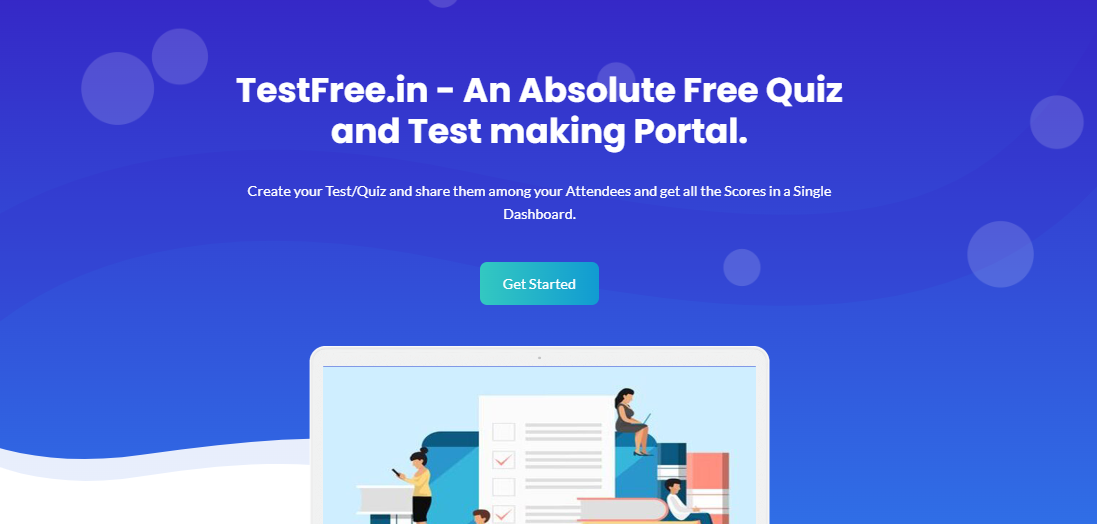 TestFree.in - An Absolute Free Quiz
and Test making Portal.
Create your Test/Quiz and share them among your Attendees and get all the Scores in a Single
Dashboard.
Get Started